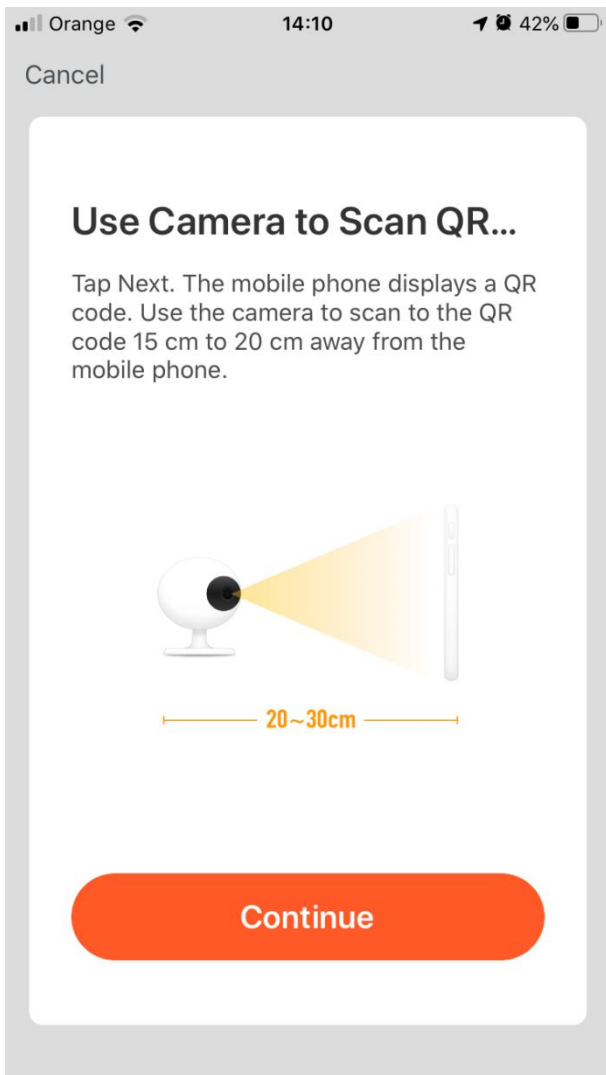 Orange 14:10 42%
Cancel
Use Camera to Scan QR...
Tap Next. The mobile phone displays a QR
code. Use the camera to scan to the QR
code 15 cm to 20 cm away from the
mobile phone.
20~30cm
Continue